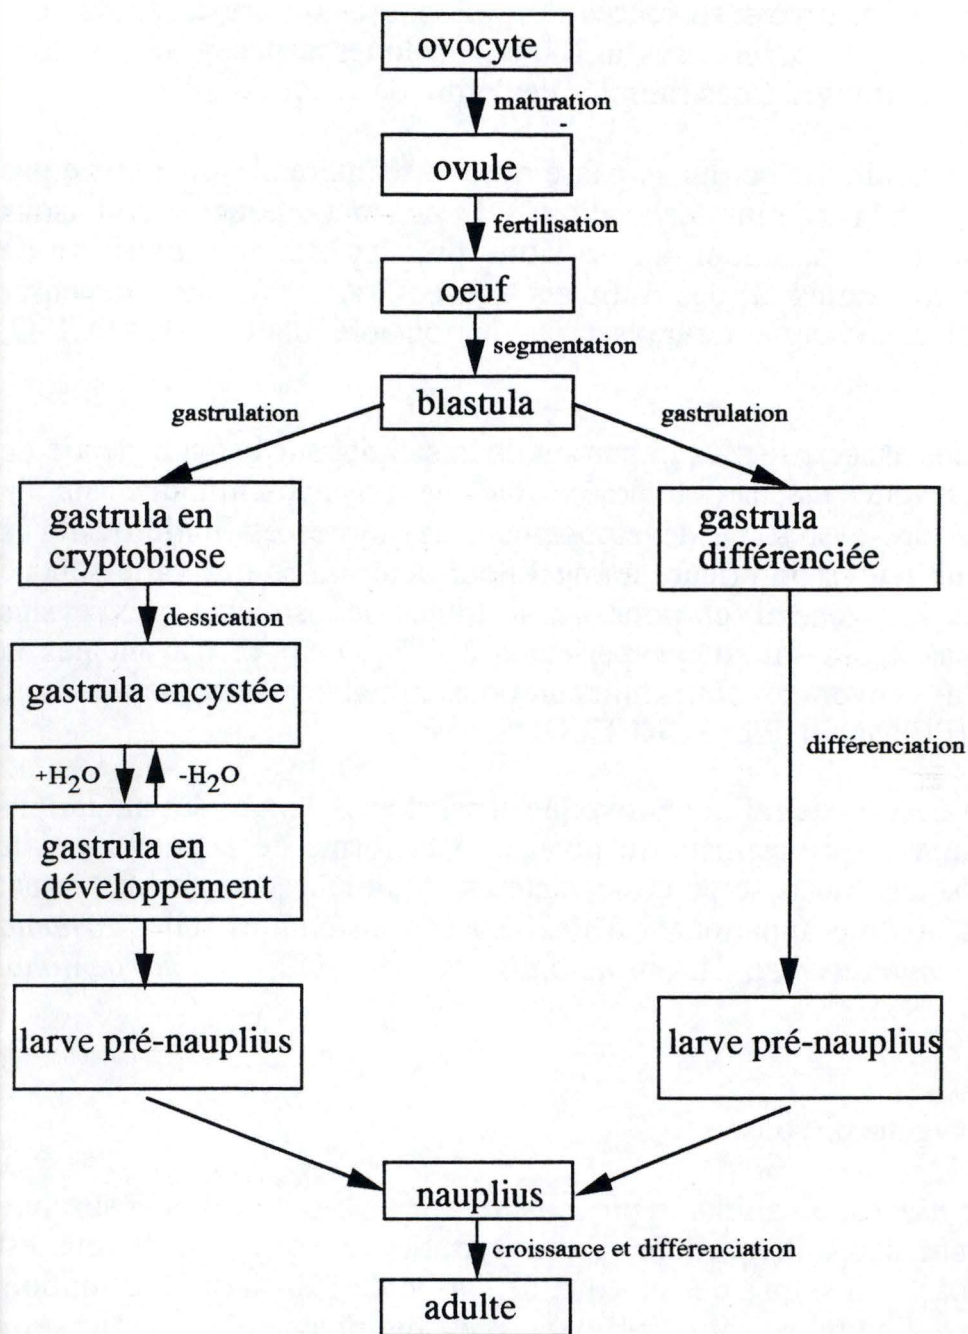 ovocyte
maturation
ovule
fertilisation
oeuf
segmentation
blastula
gastrulation
gastrulation
gastrula en
cryptobiose
gastrula
différenciée
dessication
gastrula encystée
différenciation
+H₂O
-H₂O
gastrula en
développement
larve pré-nauplius
larve pré-nauplius
nauplius
croissance et différenciation
adulte